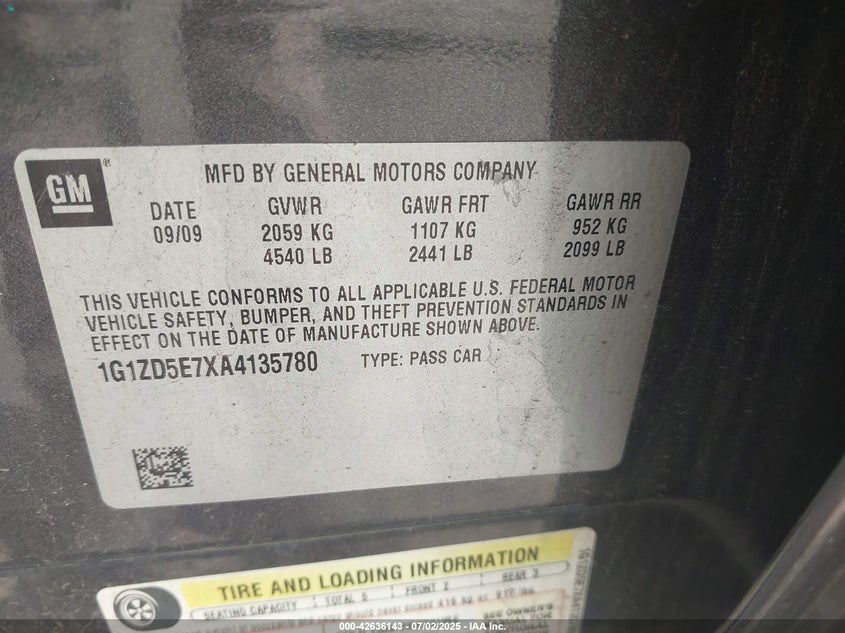 GM
®
MFD BY GENERAL MOTORS COMPANY
DATE GVWR GAWR FRT GAWR RR
09/09 2059 KG 1107 KG 952 KG
4540 LB 2441 LB 2099 LB
THIS VEHICLE CONFORMS TO ALL APPLICABLE U.S. FEDERAL MOTOR
VEHICLE SAFETY, BUMPER, AND THEFT PREVENTION STANDARDS IN
EFFECT ON THE DATE OF MANUFACTURE SHOWN ABOVE.
1G1ZD5E7XA4135780 TYPE: PASS CAR
TIRE AND LOADING INFORMATION
SEATING CAPACITY TOTAL 5 FRONT 2 REAR 3
SEE OWNER'S
000-42636143 - 07/02/2025 - IAA Inc.